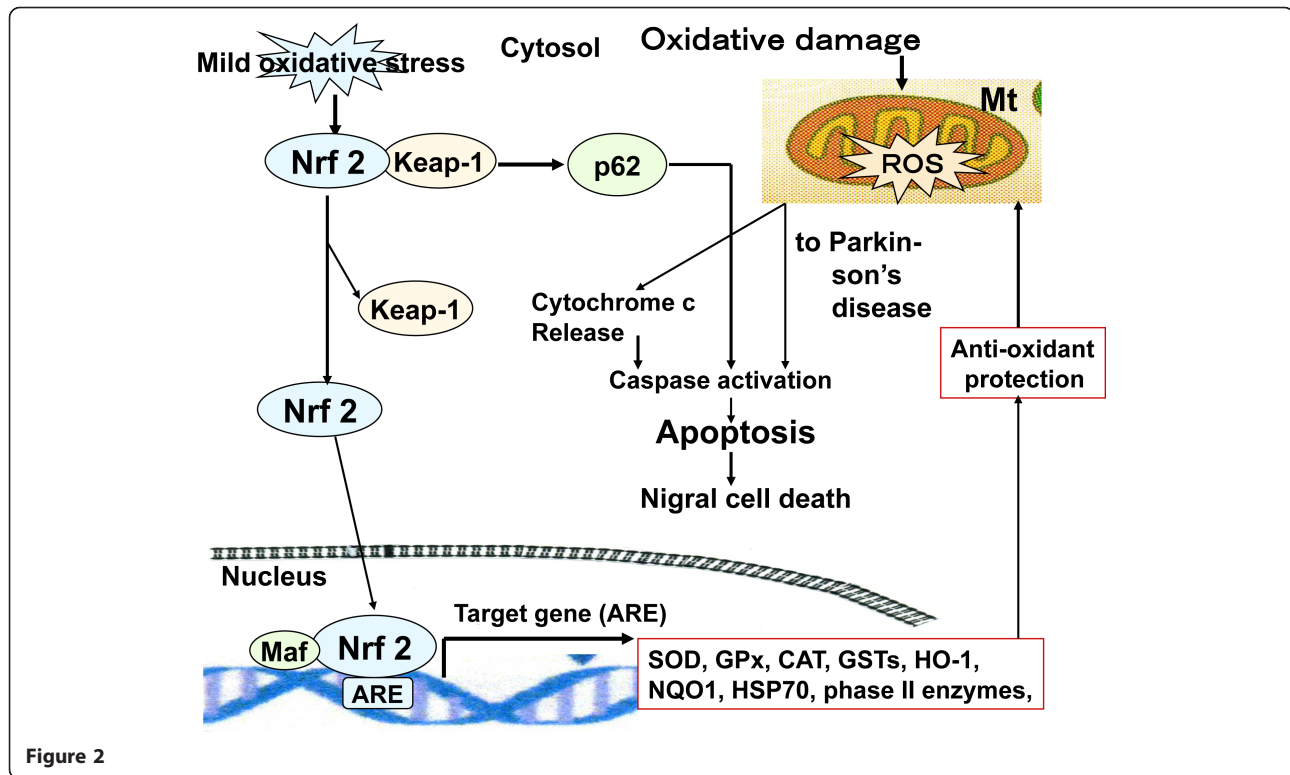 Mild oxidative stress
Cytosol
Oxidative damage
Mt
ROS
Nrf 2
Keap-1
p62
to Parkin-
son's
disease
Keap-1
Cytochrome c
Release
Anti-oxidant
protection
Caspase activation
Nrf 2
Apoptosis
Nigral cell death
Nucleus
Target gene (ARE)
Maf
Nrf 2
ARE
SOD, GPx, CAT, GSTs, HO-1,
NQO1, HSP70, phase II enzymes,
Figure 2